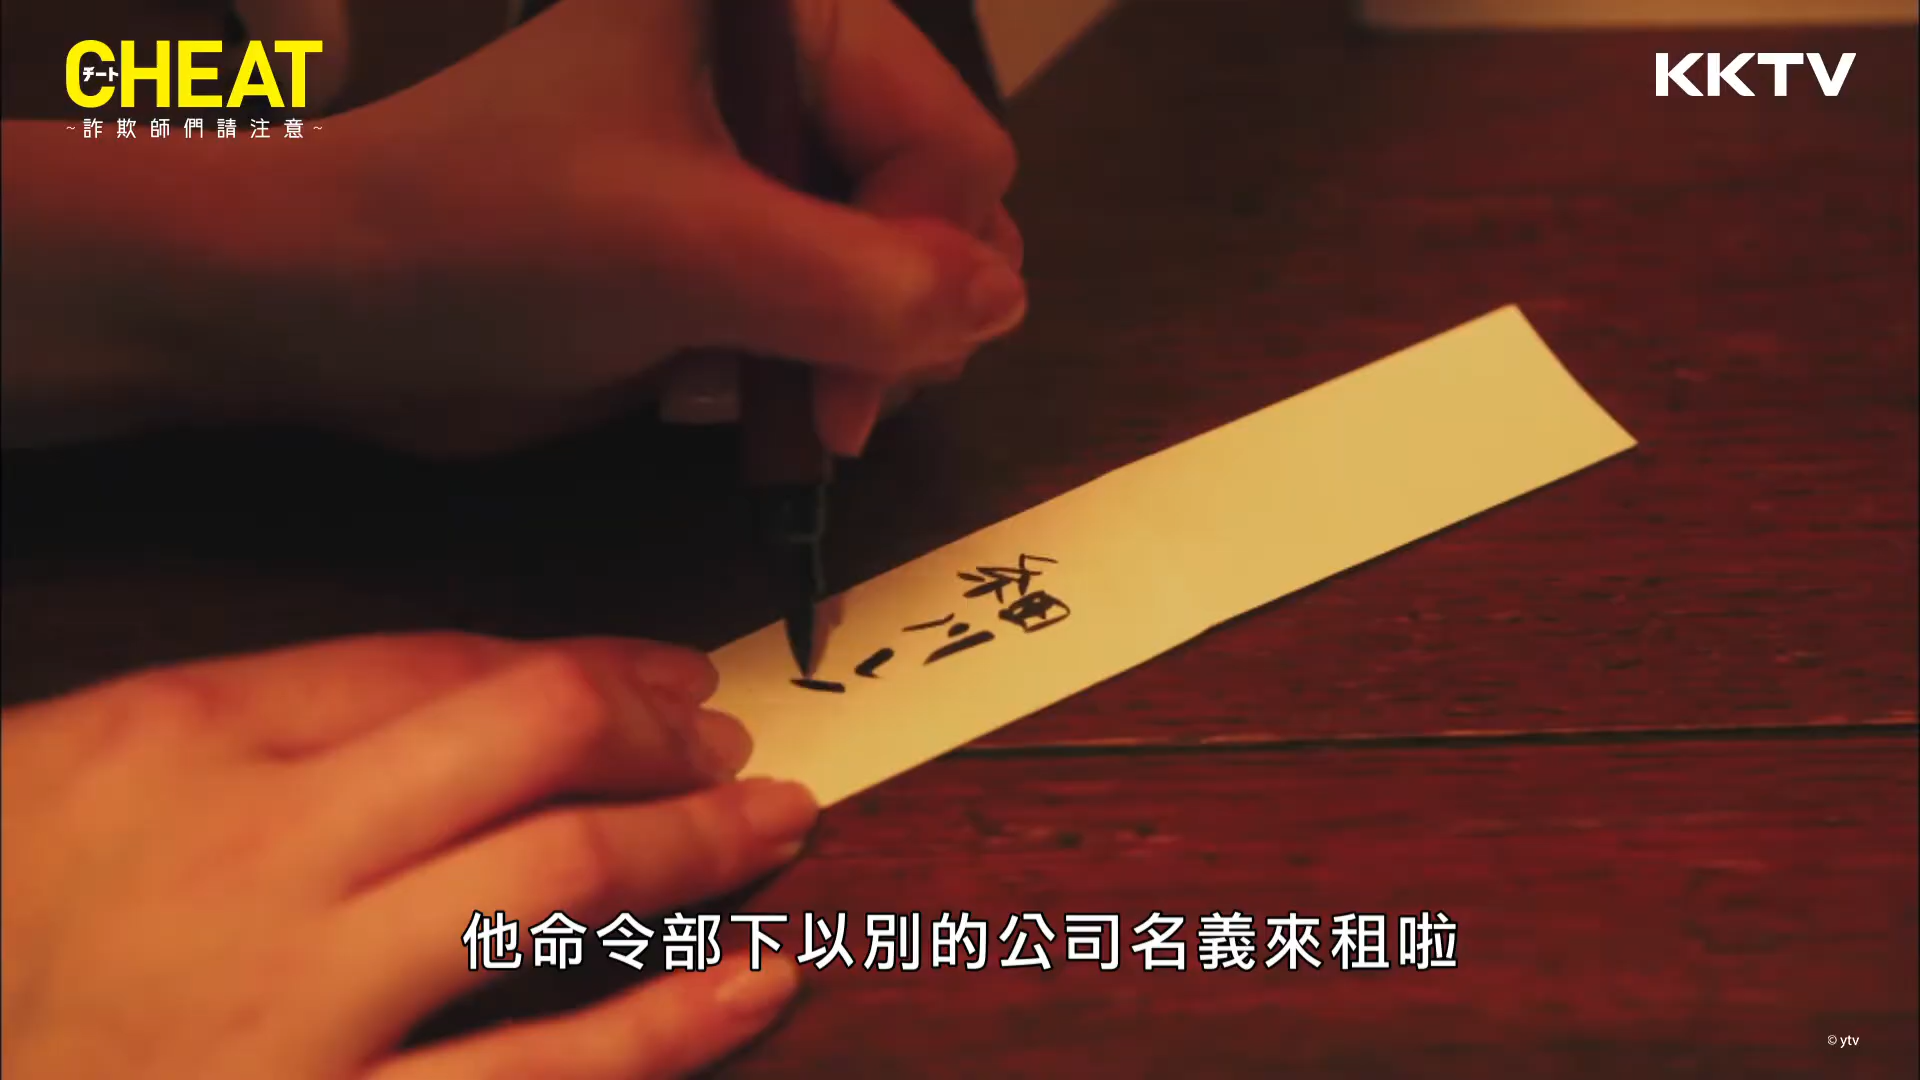 CHEAT
チート
~詐欺師們請注意~
KKTV
細川
他命令部下以別的公司名義來租啦
© ytv